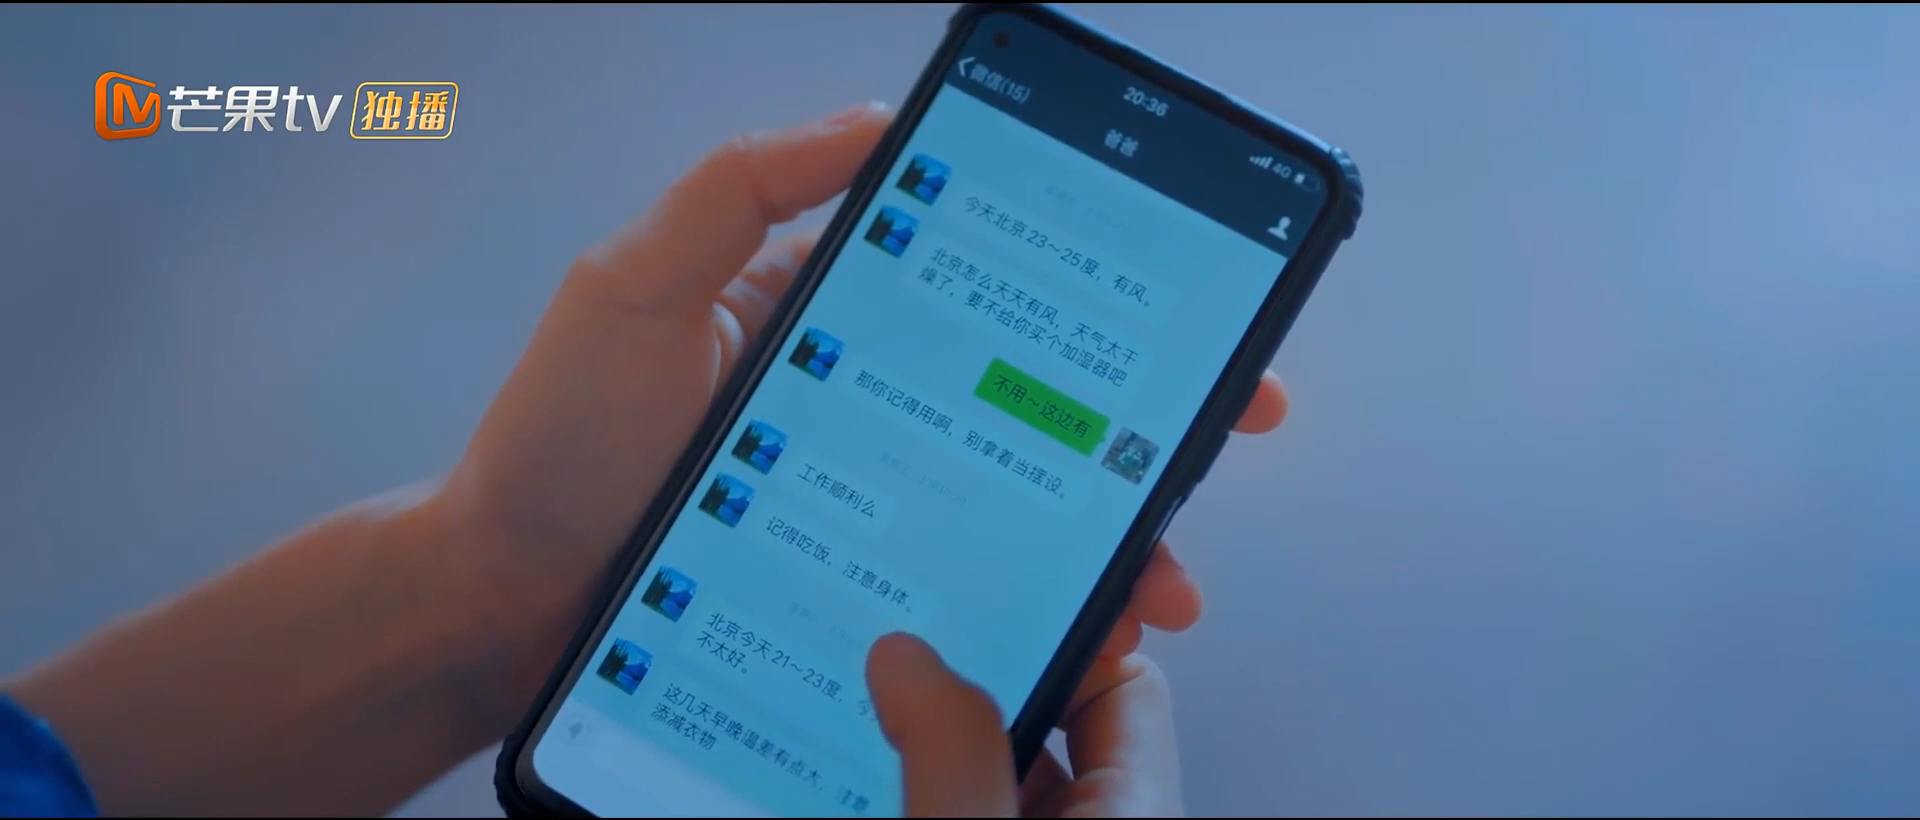 芒果tv 独播
微信(15)
20:36
4G
爸爸
今天北京23～25度，有风。
北京怎么天天有风，天气太干
燥了，要不给你买个加湿器吧
不用～这边有
那你记得用啊，别拿着当摆设。
工作顺利么
记得吃饭，注意身体。
北京今天21～23度，今
不太好。
这几天早晚温差有点大，注意
添减衣物